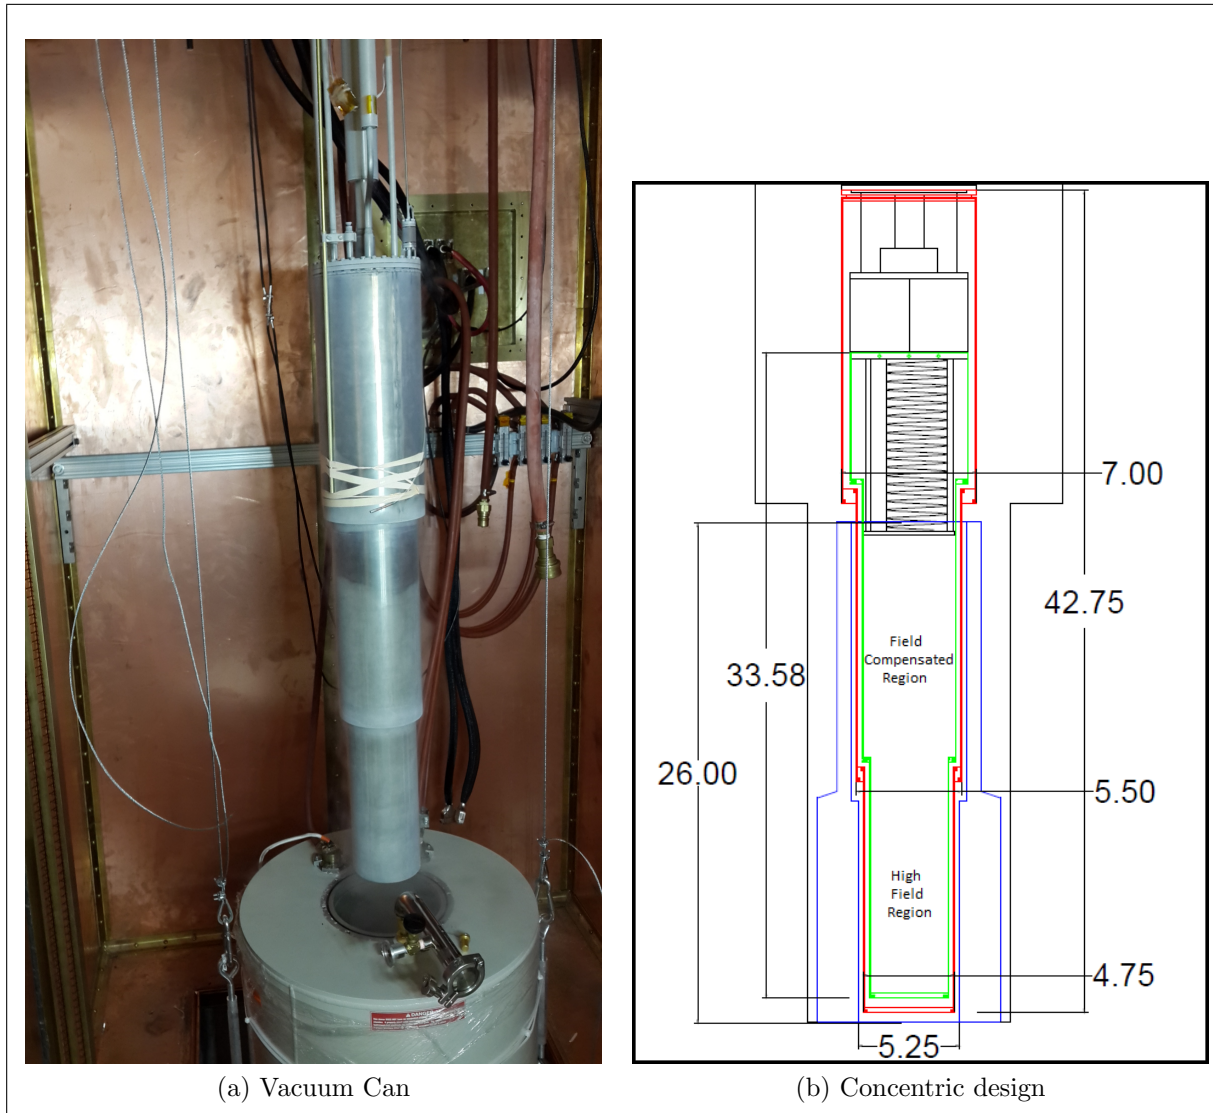 7.00
42.75
Field
Compensated
Region
33.58
26.00
5.50
High
Field
Region
4.75
5.25
DANGER
(a) Vacuum Can
(b) Concentric design